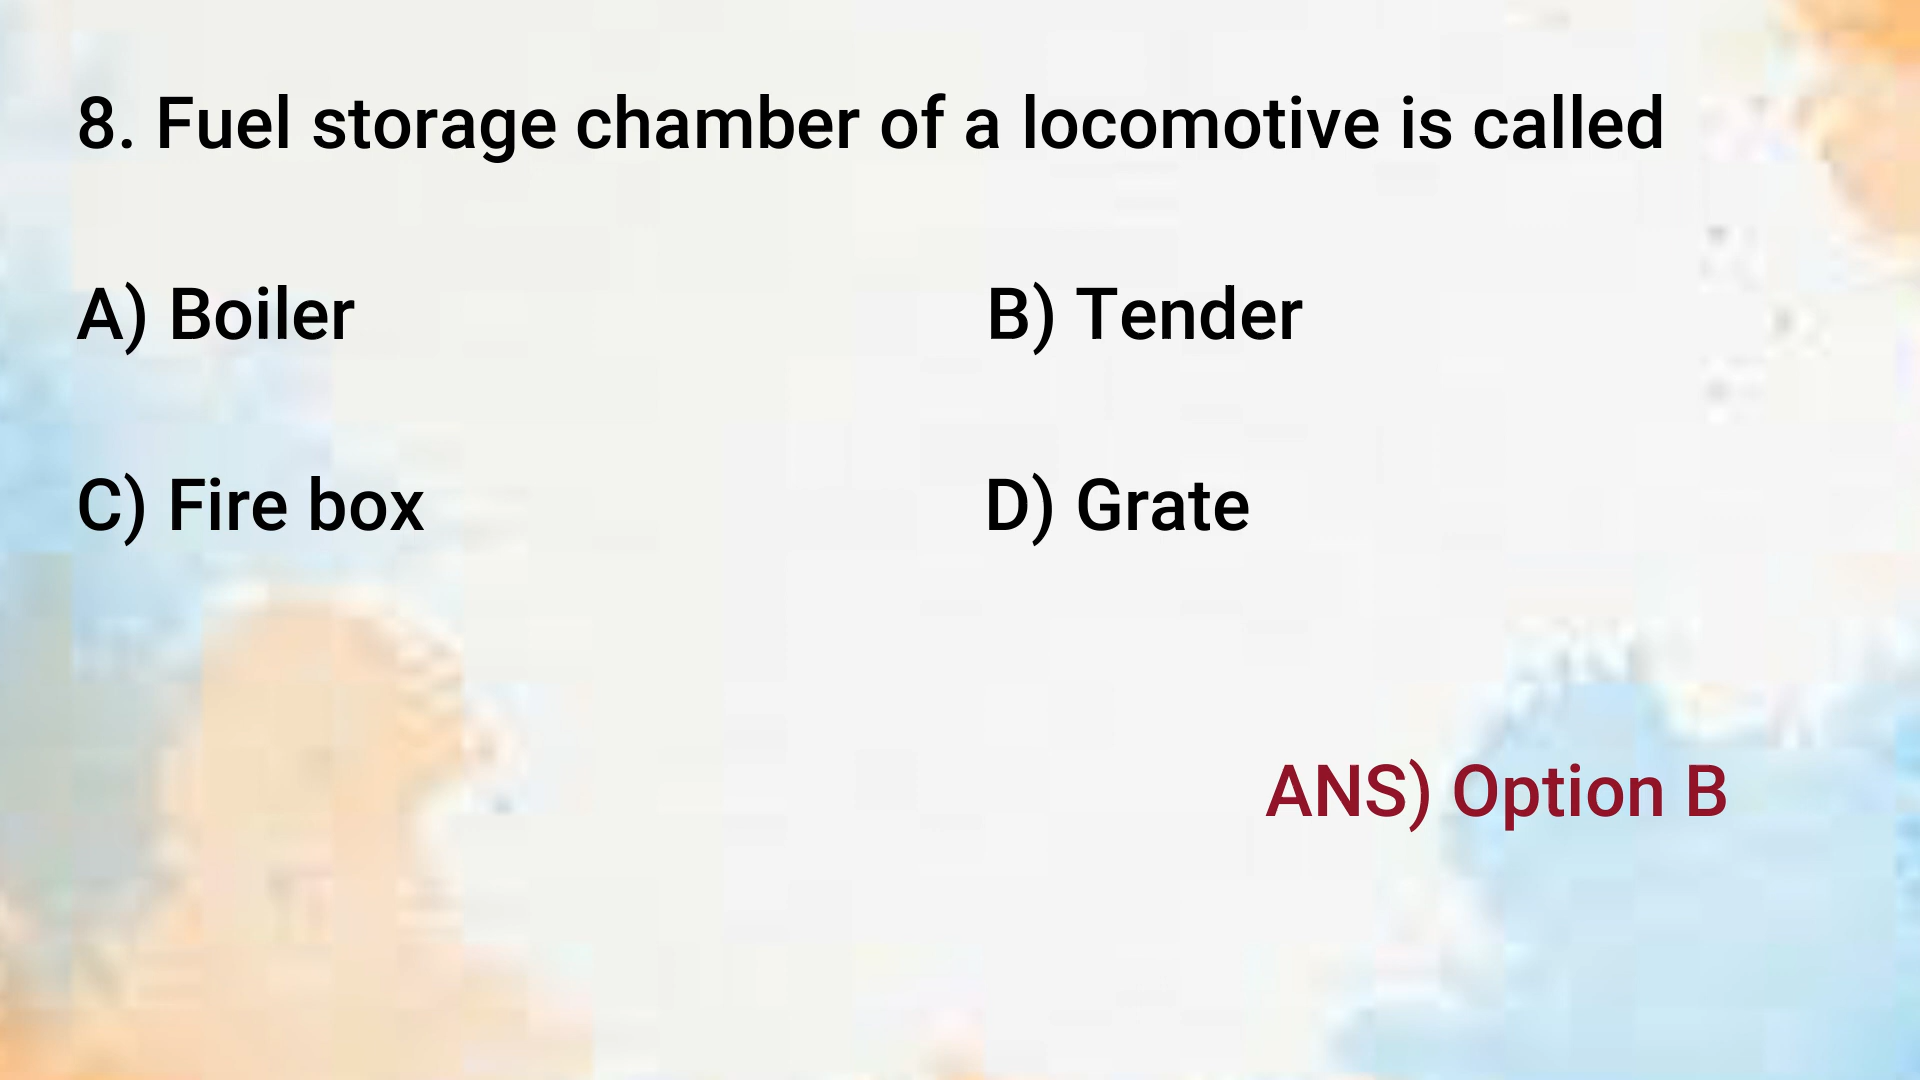 8. Fuel storage chamber of a locomotive is called
A) Boiler B) Tender
C) Fire box D) Grate
ANS) Option B